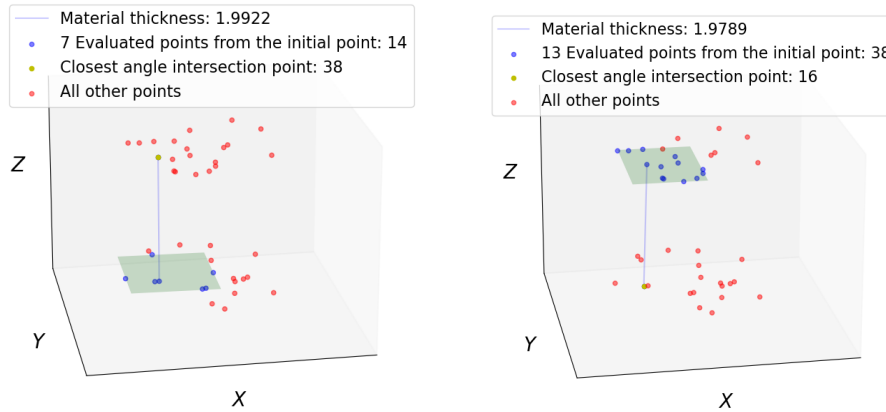 Material thickness: 1.9922
7 Evaluated points from the initial point: 14
Closest angle intersection point: 38
All other points
Z
Y
X
Material thickness: 1.9789
13 Evaluated points from the initial point: 38
Closest angle intersection point: 16
All other points
Z
Y
X